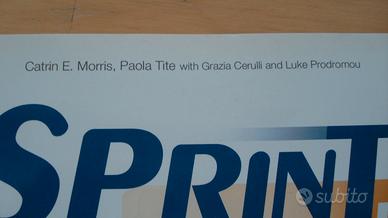 Catrin E. Morris, Paola Tite with Grazia Cerulli and Luke Prodromou
SPRINT
subito